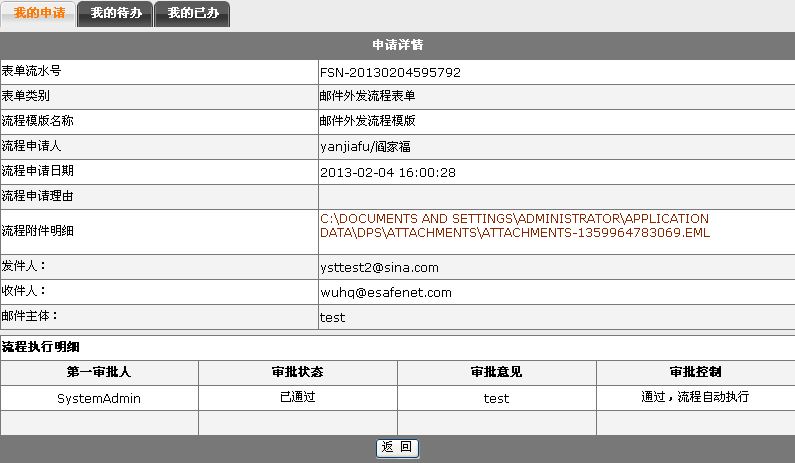 我的申请 我的待办 我的已办
申请详情
表单流水号 FSN-20130204595792
表单类别 邮件外发流程表单
流程模版名称 邮件外发流程模版
流程申请人 yanjiafu/阎家福
流程申请日期 2013-02-04 16:00:28
流程申请理由
流程附件明细 C:\DOCUMENTS AND SETTINGS\ADMINISTRATOR\APPLICATION
DATA\DPS\ATTACHMENTS\ATTACHMENTS-1359964783069.EML
发件人： ysttest2@sina.com
收件人： wuhq@esafenet.com
邮件主体： test
流程执行明细
第一审批人 审批状态 审批意见 审批控制
SystemAdmin 已通过 test 通过，流程自动执行
返 回